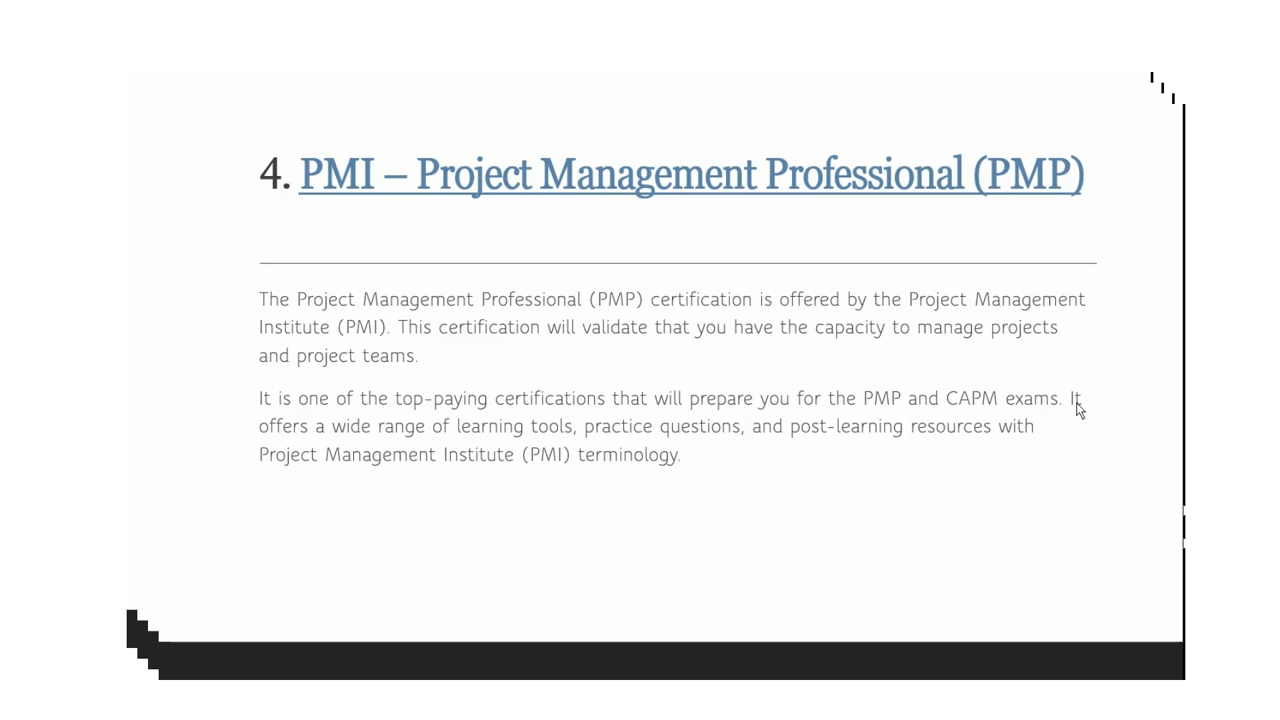 4. PMI – Project Management Professional (PMP)
The Project Management Professional (PMP) certification is offered by the Project Management
Institute (PMI). This certification will validate that you have the capacity to manage projects
and project teams.
It is one of the top-paying certifications that will prepare you for the PMP and CAPM exams. It
offers a wide range of learning tools, practice questions, and post-learning resources with
Project Management Institute (PMI) terminology.